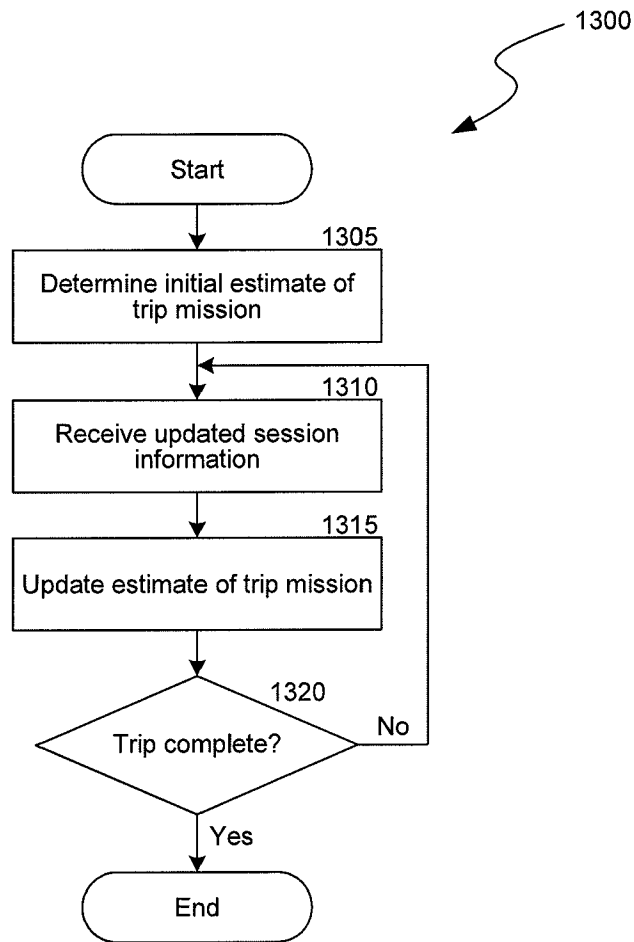 1300
Start
1305
Determine initial estimate of
trip mission
1310
Receive updated session
information
1315
Update estimate of trip mission
1320
Trip complete?
No
Yes
End